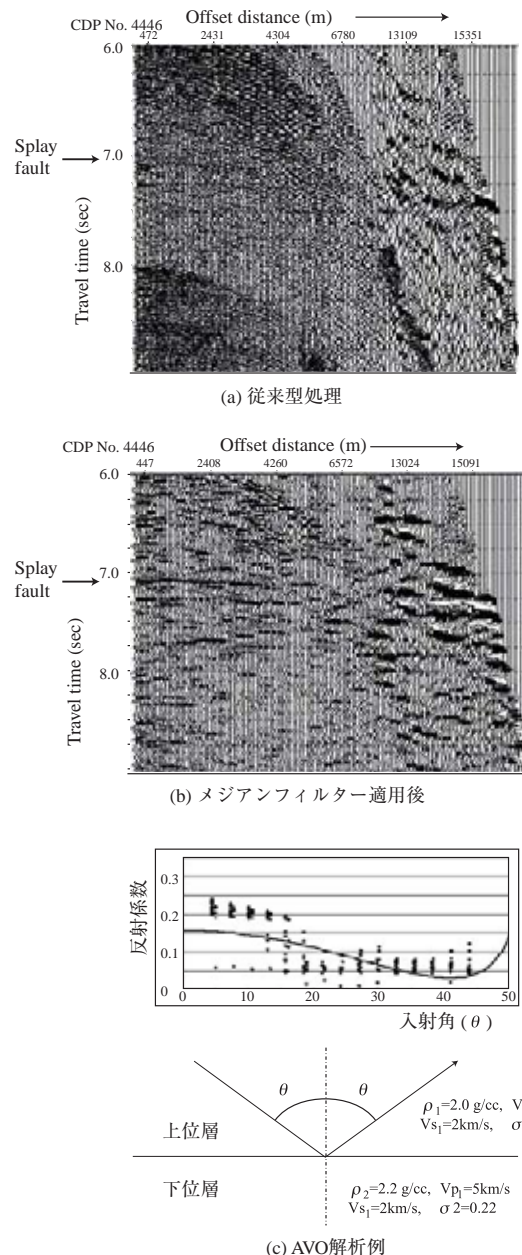 Offset distance (m)
CDP No. 4446
472 2431 4304 6780 13109 15351
6.0
Splay
fault
7.0
8.0
Travel time (sec)
(a) 従来型処理
Offset distance (m)
CDP No. 4446
447 2408 4260 6572 13024 15091
6.0
Splay
fault
7.0
8.0
Travel time (sec)
(b) メジアンフィルター適用後
反射係数
0.3
0.2
0.1
0
0 10 20 30 40 50
入射角 (θ)
θ θ
ρ1=2.0 g/cc, V
Vs1=2km/s, σ
上位層
下位層
ρ2=2.2 g/cc, Vp1=5km/s
Vs1=2km/s, σ2=0.22
(c) AVO解析例